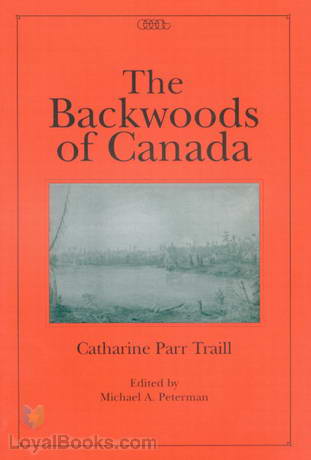 The
Backwoods
of Canada
Catharine Parr Traill
Edited by
Michael A. Peterman
LoyalBooks.com